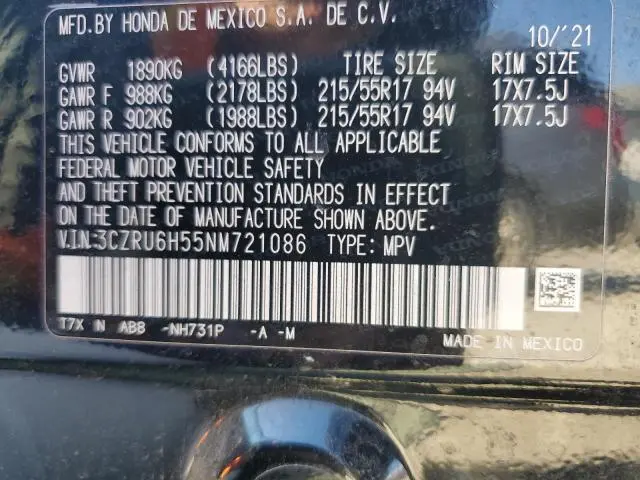 MFD.BY HONDA DE MEXICO S.A. DE C.V.
10/'21
GVWR 1890KG (4166LBS) TIRE SIZE RIM SIZE
GAWR F 988KG (2178LBS) 215/55R17 94V 17X7.5J
GAWR R 902KG (1988LBS) 215/55R17 94V 17X7.5J
THIS VEHICLE CONFORMS TO ALL APPLICABLE
FEDERAL MOTOR VEHICLE SAFETY
AND THEFT PREVENTION STANDARDS IN EFFECT
ON THE DATE OF MANUFACTURE SHOWN ABOVE.
V.I.N:3CZRU6H55NM721086 TYPE: MPV
T7X N AB8 -NH731P -A -M
MADE IN MEXICO